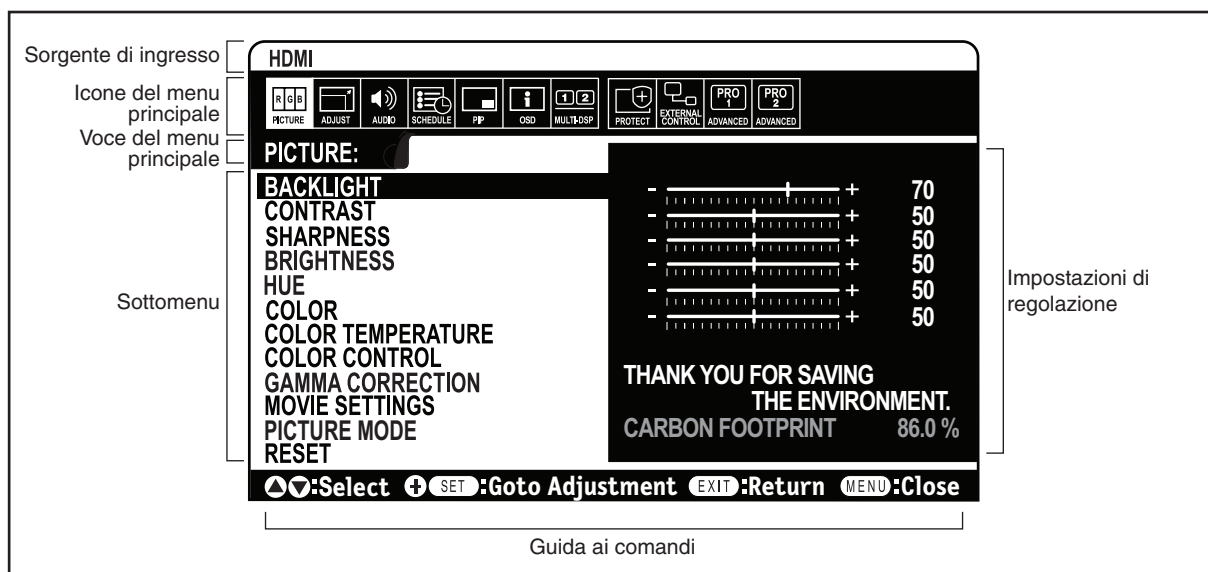 Sorgente di ingresso
HDMI
Icone del menu
principale
R G B
PICTURE
ADJUST
AUDIO
SCHEDULE
PIP
i
OSD
1 2
MULTI-DSP
PROTECT
EXTERNAL
CONTROL
PRO
1
ADVANCED
PRO
2
ADVANCED
Voce del menu
principale
PICTURE:
Sottomenu
BACKLIGHT - + 70
CONTRAST - + 50
SHARPNESS - + 50
BRIGHTNESS - + 50
HUE - + 50
COLOR - + 50
COLOR TEMPERATURE
COLOR CONTROL
GAMMA CORRECTION
MOVIE SETTINGS
PICTURE MODE
RESET
THANK YOU FOR SAVING
THE ENVIRONMENT.
CARBON FOOTPRINT 86.0 %
Impostazioni di
regolazione
:Select + SET :Goto Adjustment EXIT :Return MENU :Close
Guida ai comandi